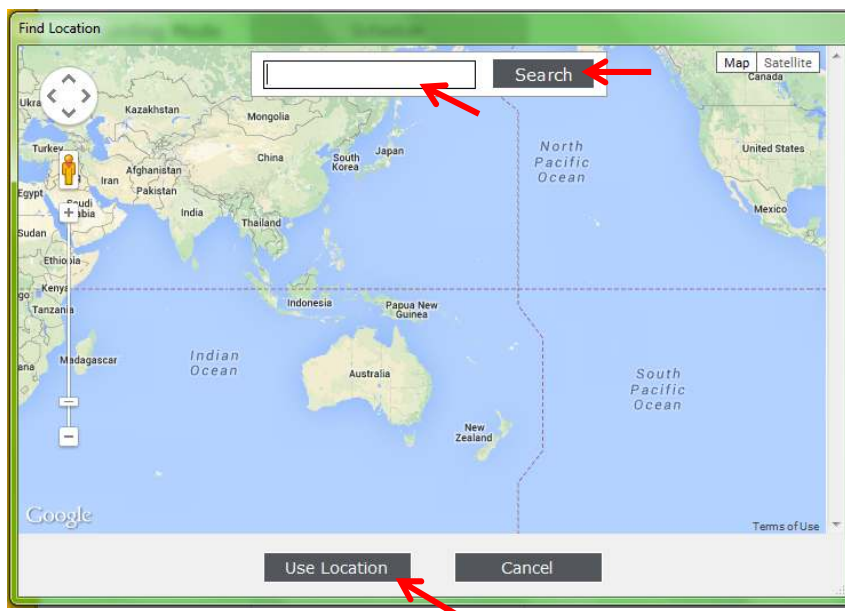 Find Location
Search
Map Satellite
Canada
Ukra
Kazakhstan
Mongolia
Turkey
Afghanistan
China
South
Korea
Japan
North
Pacific
Ocean
United States
Iran
Pakistan
Egypt
India
Thailand
Mexico
Sudan
Ethiopia
Kenya
Tanzania
Indonesia
Papua New
Guinea
Madagascar
Indian
Ocean
Australia
South
Pacific
Ocean
New
Zealand
Google
Terms of Use
Use Location
Cancel